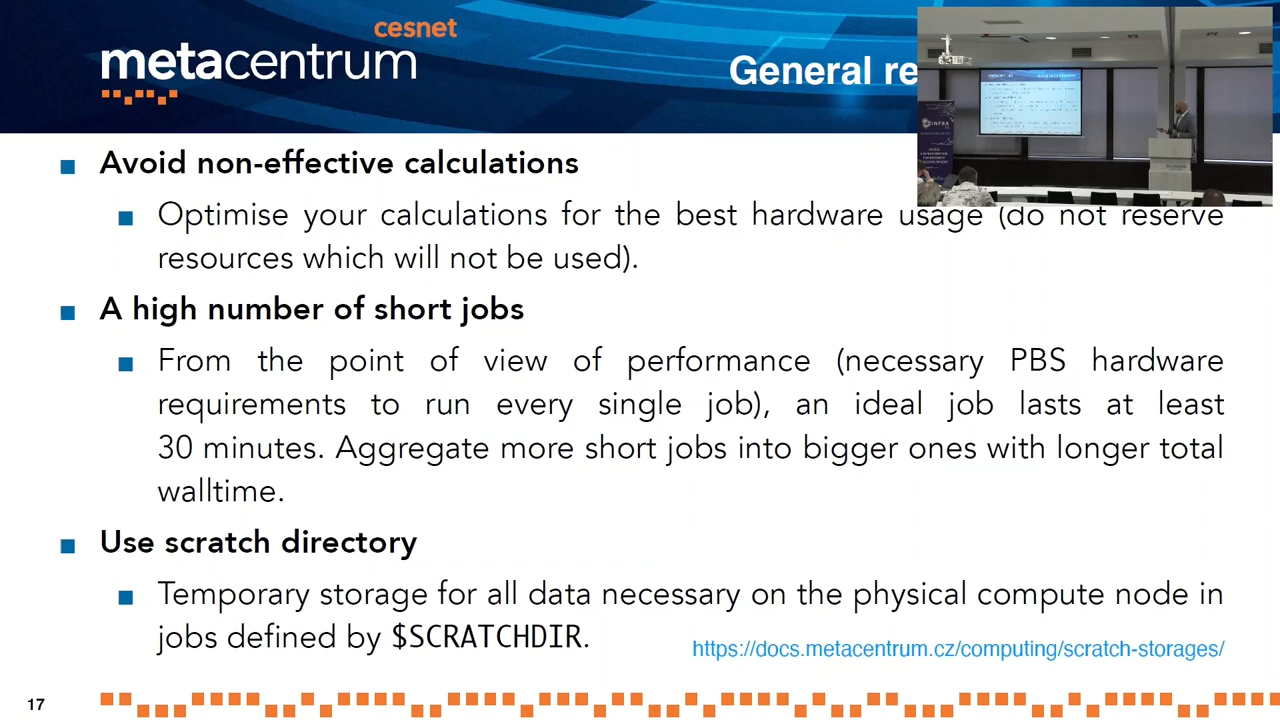 cesnet
metacentrum
General re
Avoid non-effective calculations
Optimise your calculations for the best hardware usage (do not reserve
resources which will not be used).
A high number of short jobs
From the point of view of performance (necessary PBS hardware
requirements to run every single job), an ideal job lasts at least
30 minutes. Aggregate more short jobs into bigger ones with longer total
walltime.
Use scratch directory
Temporary storage for all data necessary on the physical compute node in
jobs defined by $SCRATCHDIR.
https://docs.metacentrum.cz/computing/scratch-storages/
17